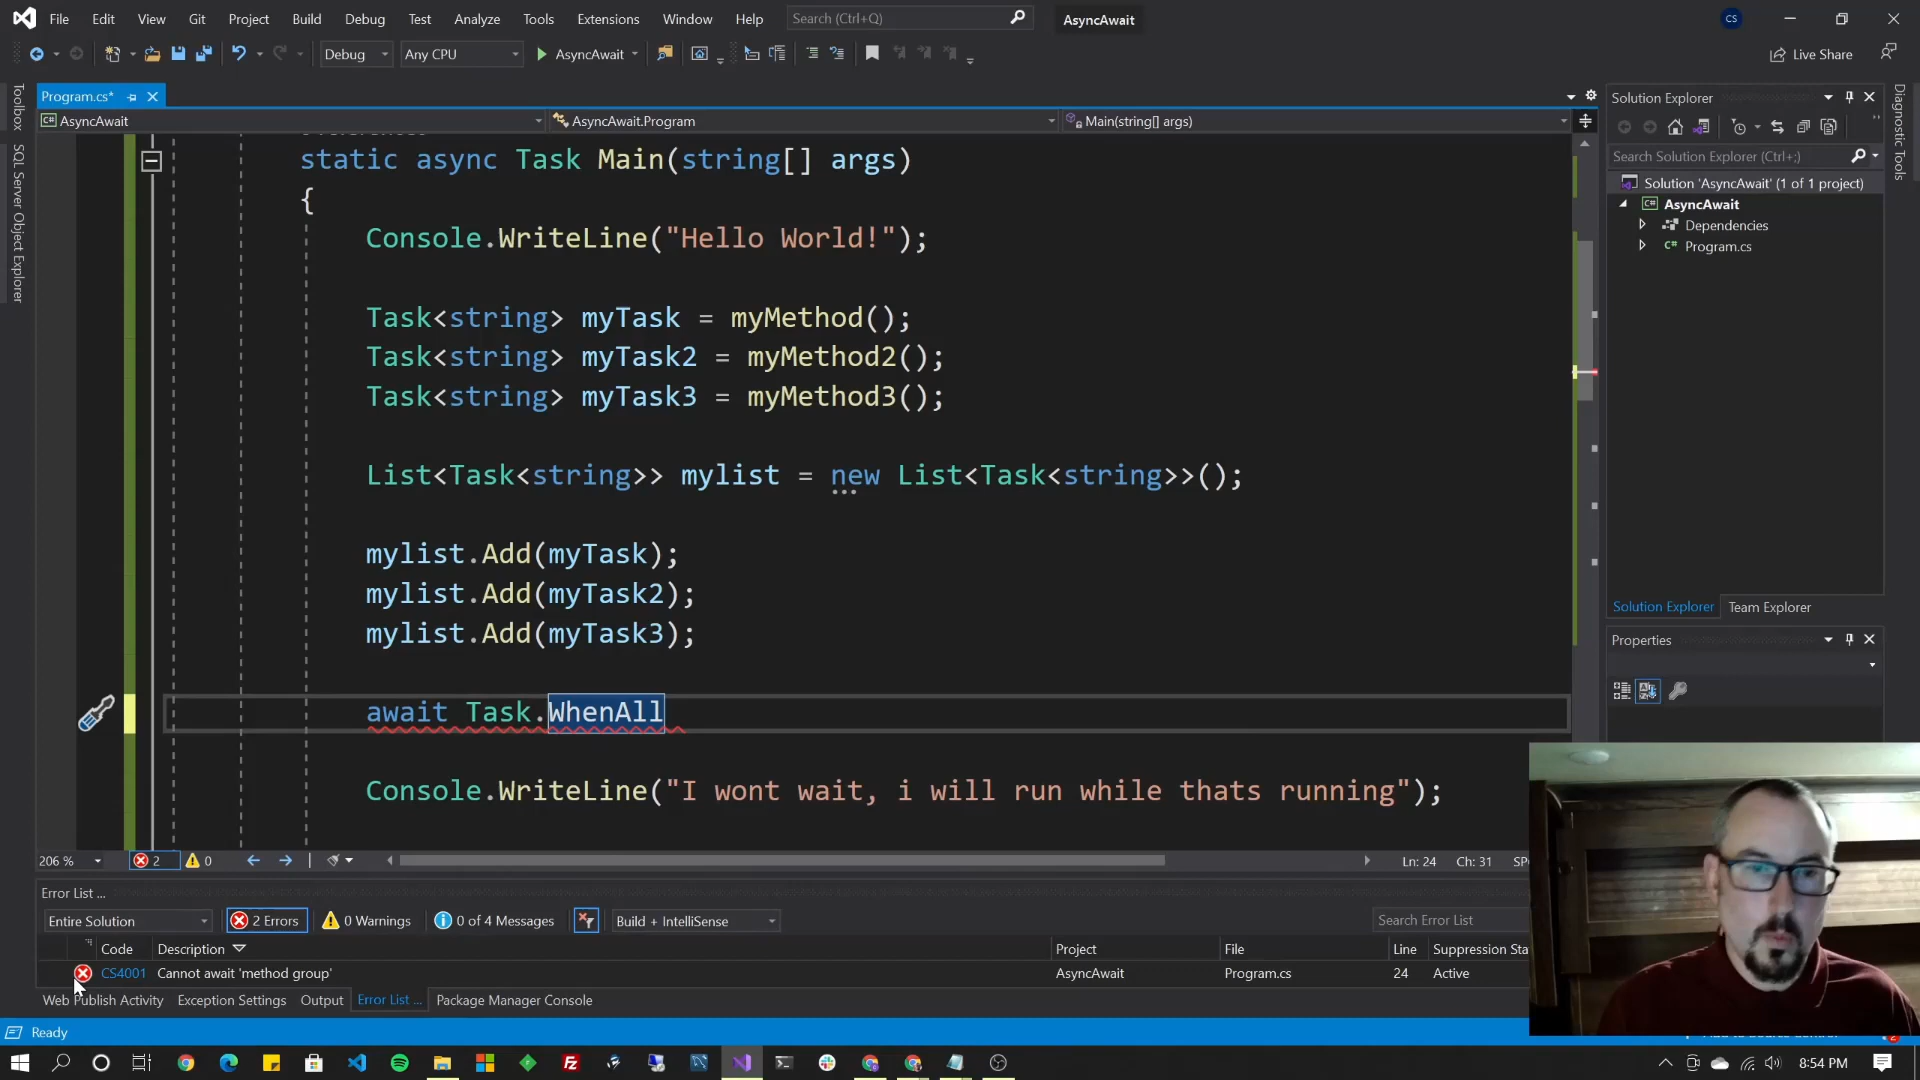 File Edit View Git Project Build Debug Test Analyze Tools Extensions Window Help Search (Ctrl+Q) AsyncAwait CS
Debug Any CPU AsyncAwait Live Share
Program.cs*
AsyncAwait AsyncAwait.Program Main(string[] args)
Toolbox
SQL Server Object Explorer
static async Task Main(string[] args)
{
Console.WriteLine("Hello World!");
Task<string> myTask = myMethod();
Task<string> myTask2 = myMethod2();
Task<string> myTask3 = myMethod3();
List<Task<string>> mylist = new List<Task<string>>();
mylist.Add(myTask);
mylist.Add(myTask2);
mylist.Add(myTask3);
await Task.WhenAll
Console.WriteLine("I wont wait, i will run while thats running");
206 % 2 0 Ln: 24 Ch: 31
Solution Explorer
Search Solution Explorer (Ctrl+;)
Solution 'AsyncAwait' (1 of 1 project)
AsyncAwait
Dependencies
Program.cs
Solution Explorer Team Explorer
Properties
Diagnostic Tools
Error List ...
Entire Solution 2 Errors 0 Warnings 0 of 4 Messages Build + IntelliSense Search Error List
Code Description Project File Line Suppression Sta
CS4001 Cannot await 'method group' AsyncAwait Program.cs 24 Active
Web Publish Activity Exception Settings Output Error List ... Package Manager Console
Ready
8:54 PM